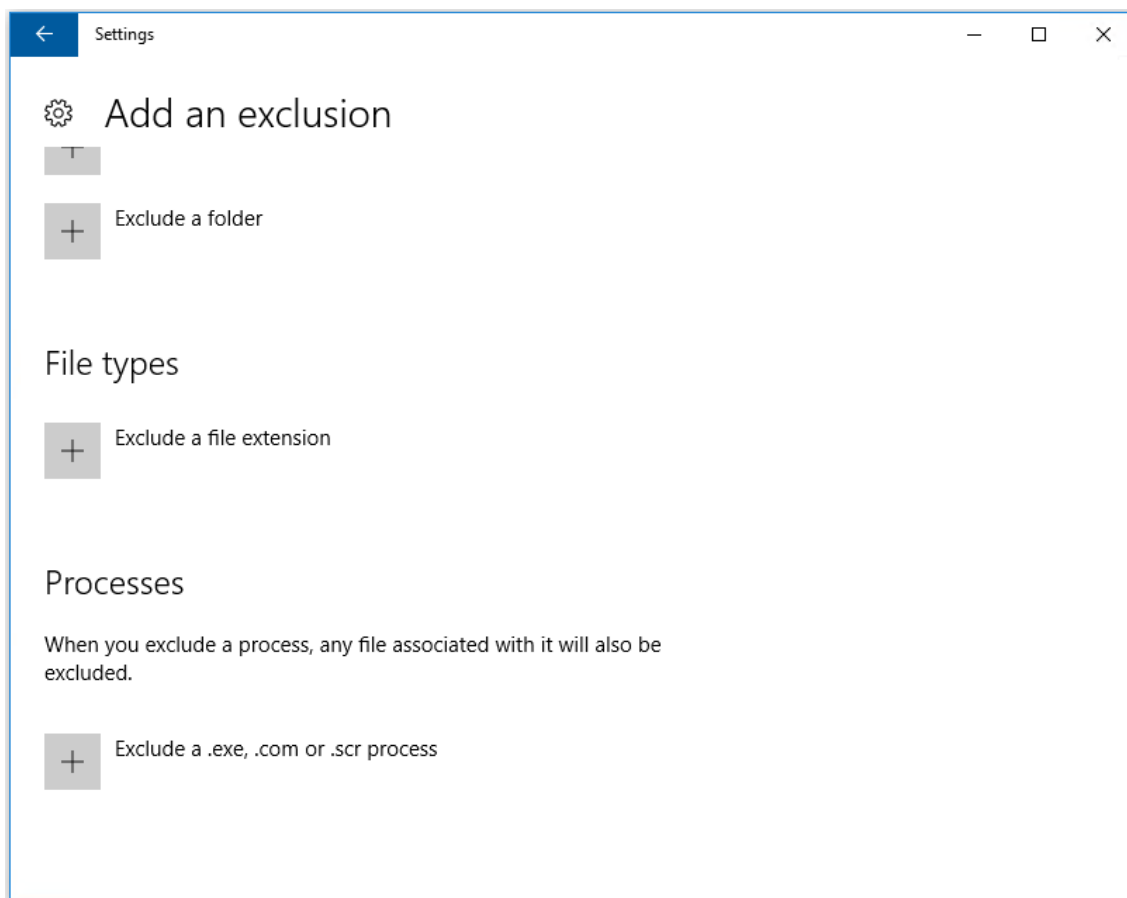 Settings
Add an exclusion
Exclude a folder
File types
Exclude a file extension
Processes
When you exclude a process, any file associated with it will also be
excluded.
Exclude a .exe, .com or .scr process